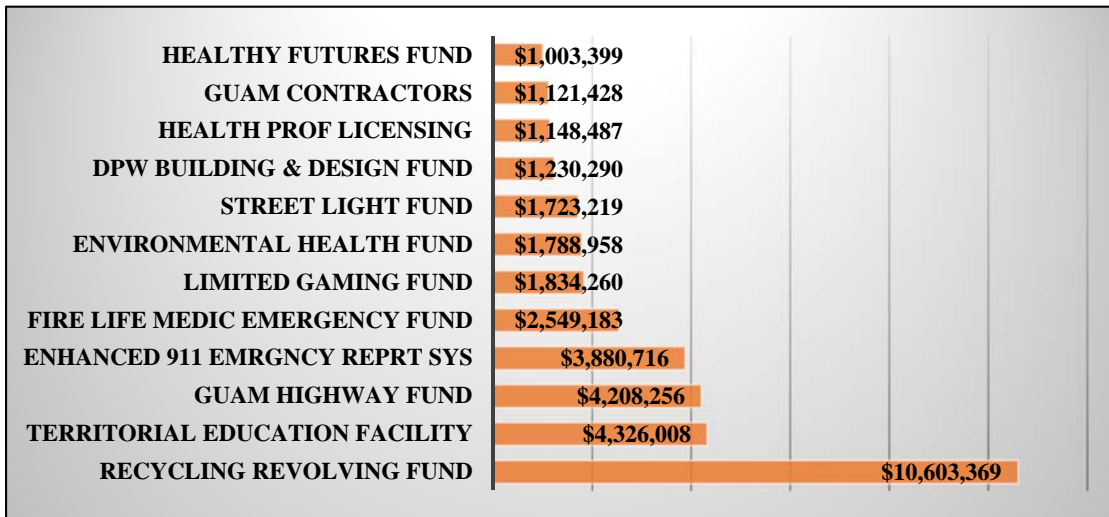 HEALTHY FUTURES FUND $1,003,399
GUAM CONTRACTORS $1,121,428
HEALTH PROF LICENSING $1,148,487
DPW BUILDING & DESIGN FUND $1,230,290
STREET LIGHT FUND $1,723,219
ENVIRONMENTAL HEALTH FUND $1,788,958
LIMITED GAMING FUND $1,834,260
FIRE LIFE MEDIC EMERGENCY FUND $2,549,183
ENHANCED 911 EMRGNCY REPRT SYS $3,880,716
GUAM HIGHWAY FUND $4,208,256
TERRITORIAL EDUCATION FACILITY $4,326,008
RECYCLING REVOLVING FUND $10,603,369